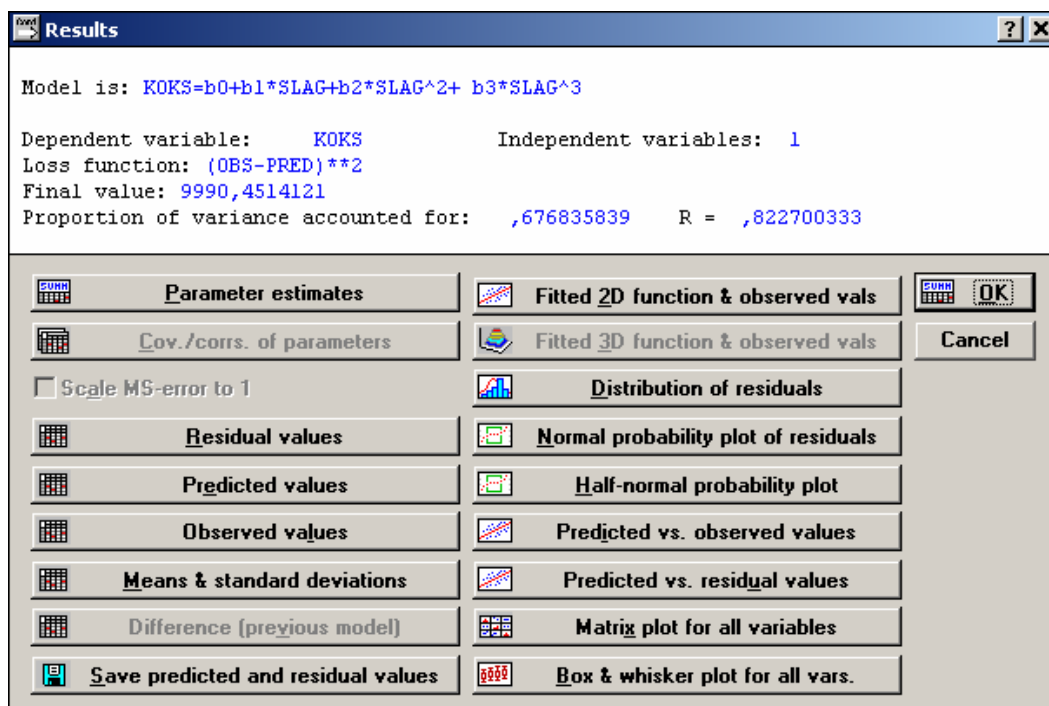 Results
Model is: KOKS=b0+b1*SLAG+b2*SLAG^2+ b3*SLAG^3
Dependent variable: KOKS Independent variables: 1
Loss function: (OBS-PRED)**2
Final value: 9990,4514121
Proportion of variance accounted for: ,676835839 R = ,822700333
Parameter estimates
Fitted 2D function & observed vals
OK
Cov./corrs. of parameters
Fitted 3D function & observed vals
Cancel
Scale MS-error to 1
Distribution of residuals
Residual values
Normal probability plot of residuals
Predicted values
Half-normal probability plot
Observed values
Predicted vs. observed values
Means & standard deviations
Predicted vs. residual values
Difference (previous model)
Matrix plot for all variables
Save predicted and residual values
Box & whisker plot for all vars.